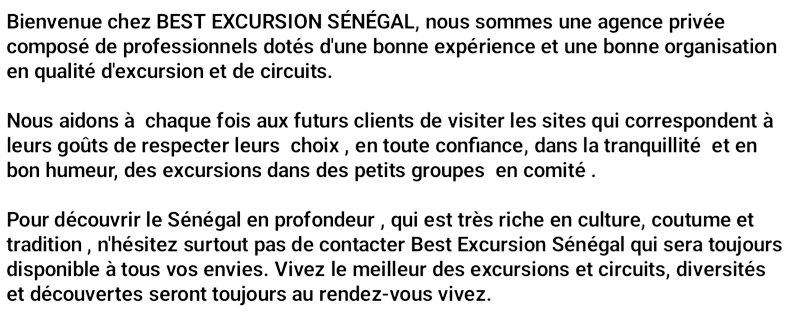 Bienvenue chez BEST EXCURSION SÉNÉGAL, nous sommes une agence privée
composé de professionnels dotés d'une bonne expérience et une bonne organisation
en qualité d'excursion et de circuits.
Nous aidons à  chaque fois aux futurs clients de visiter les sites qui correspondent à
leurs goûts de respecter leurs  choix , en toute confiance, dans la tranquillité  et en
bon humeur, des excursions dans des petits groupes  en comité .
Pour découvrir le Sénégal en profondeur , qui est très riche en culture, coutume et
tradition , n'hésitez surtout pas de contacter Best Excursion Sénégal qui sera toujours
disponible à tous vos envies. Vivez le meilleur des excursions et circuits, diversités
et découvertes seront toujours au rendez-vous vivez.